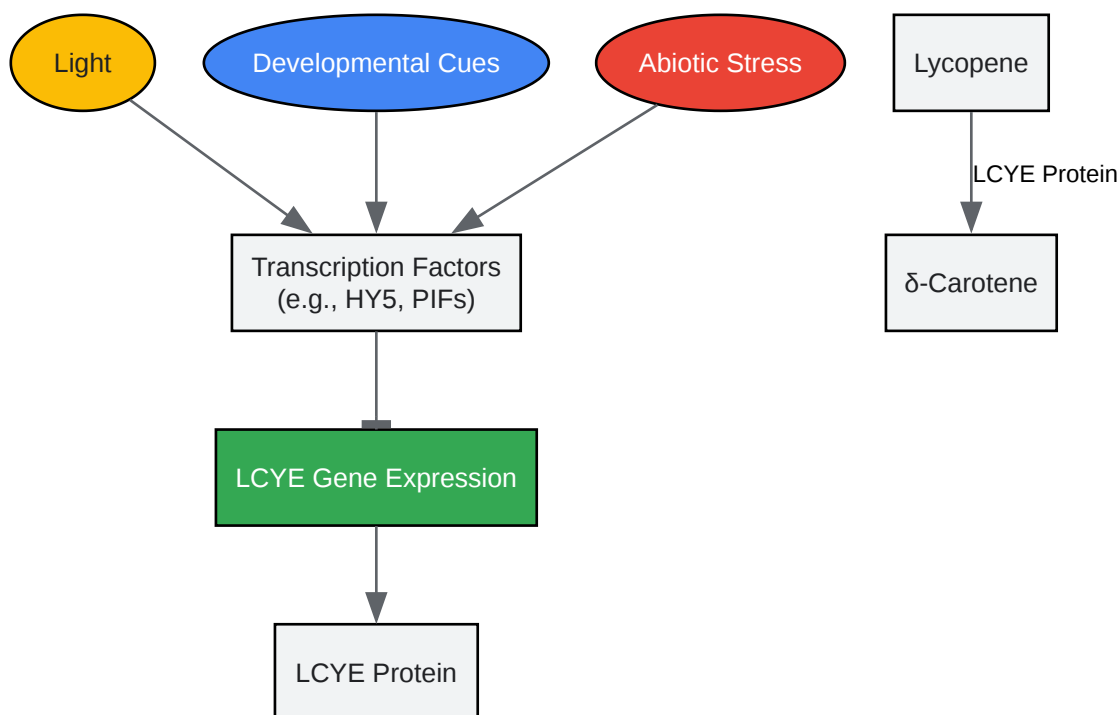 Light
Developmental Cues
Abiotic Stress
Lycopene
LCYE Protein
Transcription Factors
(e.g., HY5, PIFs)
δ-Carotene
LCYE Gene Expression
LCYE Protein